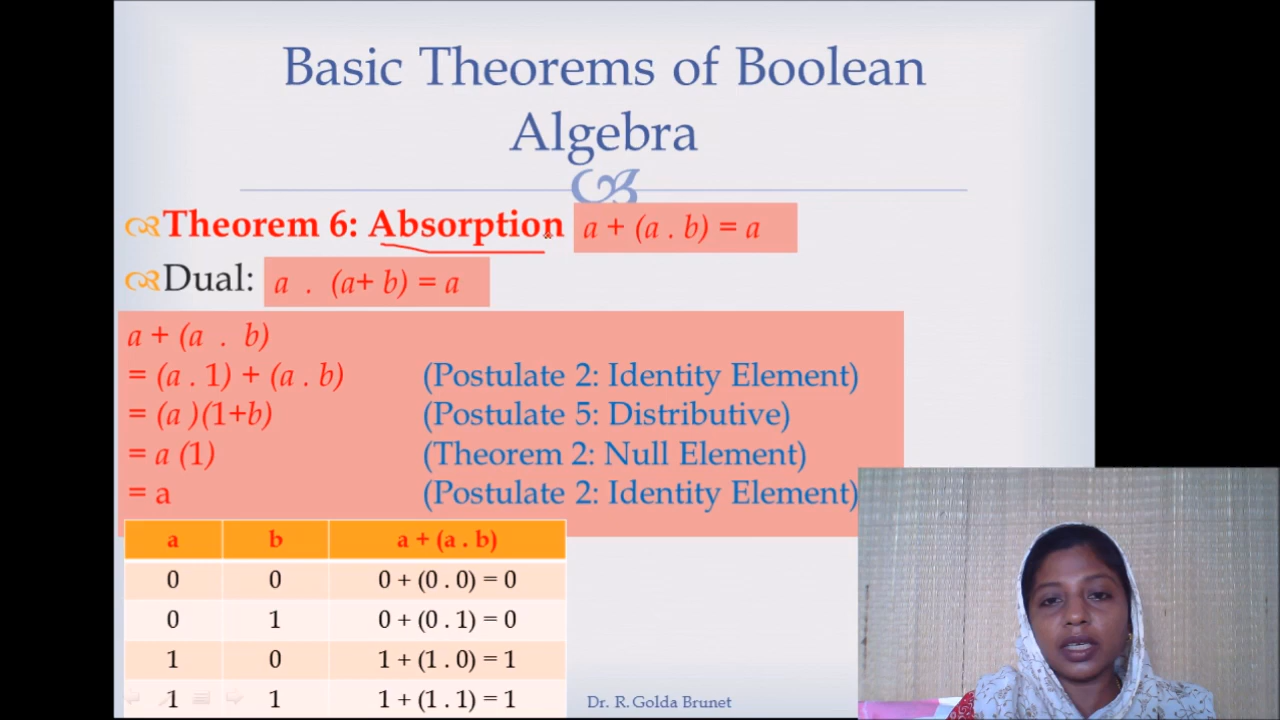 Basic Theorems of Boolean
Algebra
Theorem 6: Absorption a + (a . b) = a
Dual: a . (a+ b) = a
a + (a . b)
= (a . 1) + (a . b) (Postulate 2: Identity Element)
= (a )(1+b) (Postulate 5: Distributive)
= a (1) (Theorem 2: Null Element)
= a (Postulate 2: Identity Element)
a b a + (a . b)
0 0 0 + (0 . 0) = 0
0 1 0 + (0 . 1) = 0
1 0 1 + (1 . 0) = 1
1 1 1 + (1 . 1) = 1
Dr. R.Golda Brunet